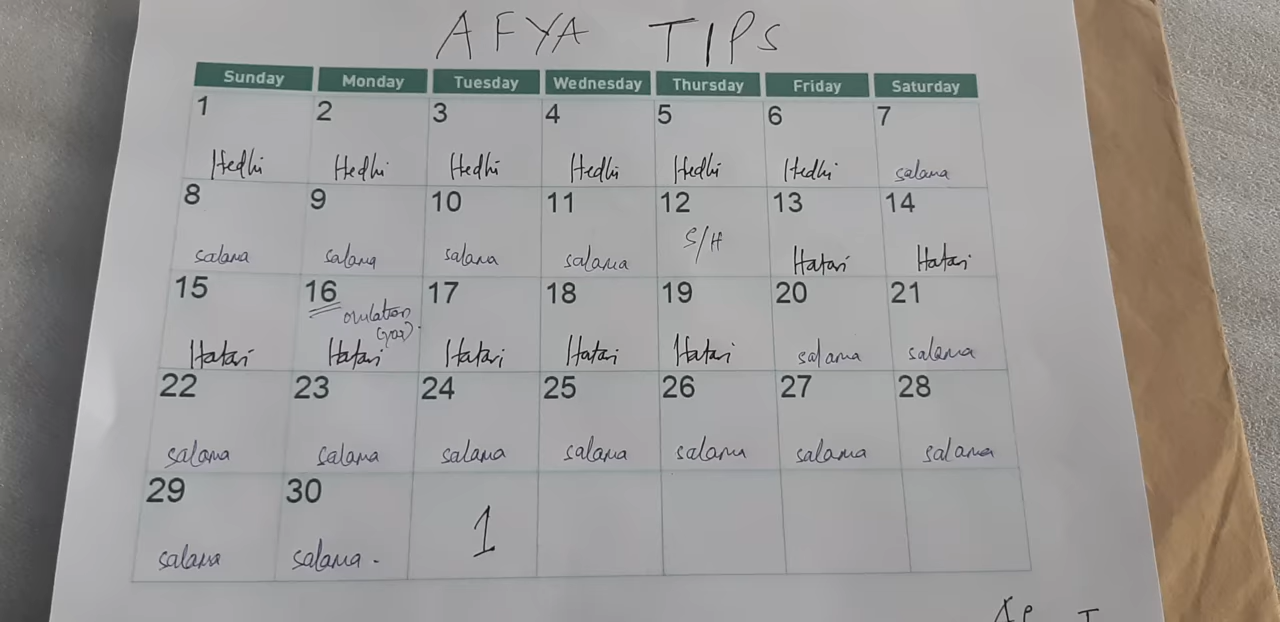 AFYA TIPS
Sunday Monday Tuesday Wednesday Thursday Friday Saturday
1 2 3 4 5 6 7
Hedhi Hedhi Hedhi Hedhi Hedhi Hedhi salama
8 9 10 11 12 13 14
S/H
salama salama salama salama Hatari Hatari
15 16 17 18 19 20 21
ovulation
Hatari Hatari Hatari Hatari Hatari salama salama
22 23 24 25 26 27 28
salama salama salama salama salama salama salama
29 30 1
salama salama.